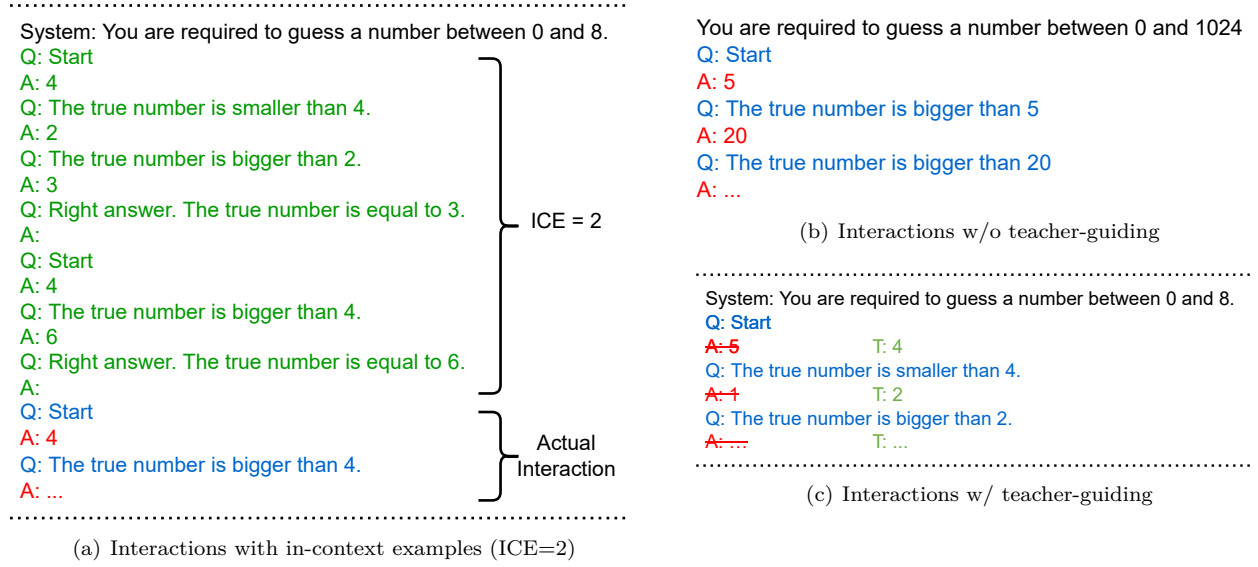 System: You are required to guess a number between 0 and 8.
Q: Start
A: 4
Q: The true number is smaller than 4.
A: 2
Q: The true number is bigger than 2.
A: 3
Q: Right answer. The true number is equal to 3.
A:
Q: Start
A: 4
Q: The true number is bigger than 4.
A: 6
Q: Right answer. The true number is equal to 6.
A:
ICE = 2
Q: Start
A: 4
Q: The true number is bigger than 4.
A: ...
Actual
Interaction
(a) Interactions with in-context examples (ICE=2)
You are required to guess a number between 0 and 1024
Q: Start
A: 5
Q: The true number is bigger than 5
A: 20
Q: The true number is bigger than 20
A: ...
(b) Interactions w/o teacher-guiding
System: You are required to guess a number between 0 and 8.
Q: Start
A: 5 T: 4
Q: The true number is smaller than 4.
A: 1 T: 2
Q: The true number is bigger than 2.
A: ... T: ...
(c) Interactions w/ teacher-guiding